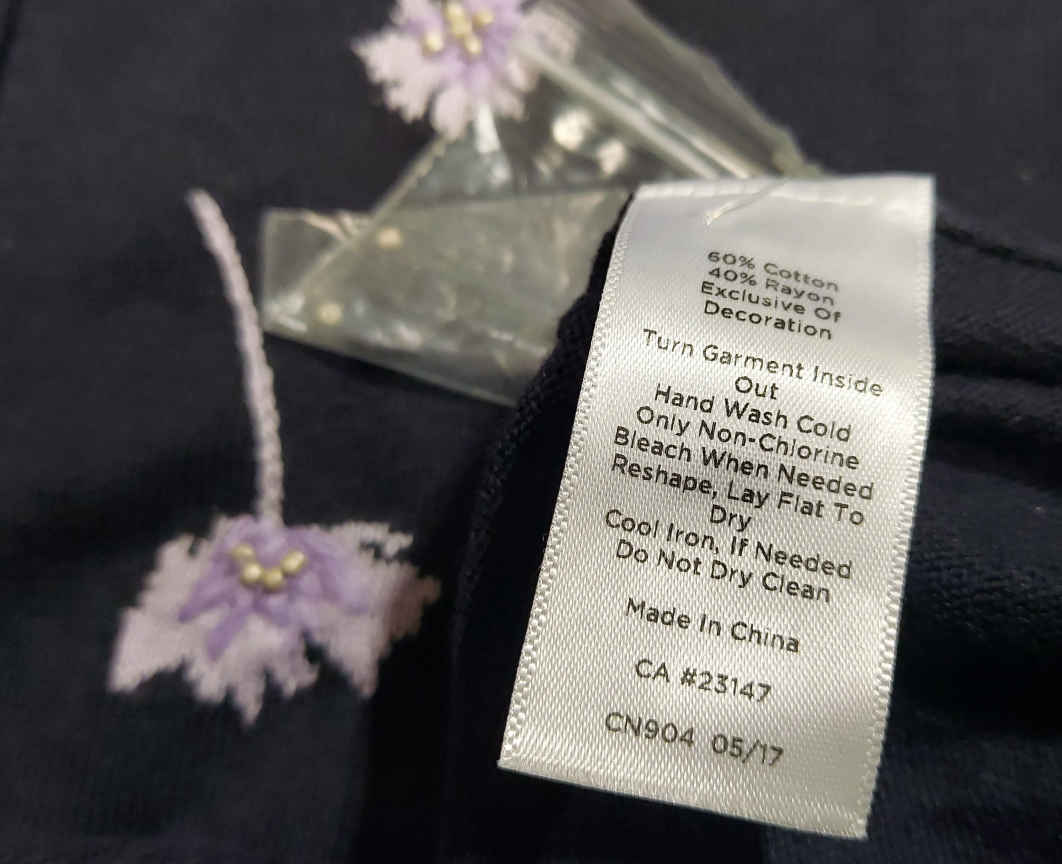 60% Cotton
40% Rayon
Exclusive Of
Decoration
Turn Garment Inside
Out
Hand Wash Cold
Only Non-Chlorine
Bleach When Needed
Reshape, Lay Flat To
Dry
Cool Iron, If Needed
Do Not Dry Clean
Made In China
CA #23147
CN904 05/17